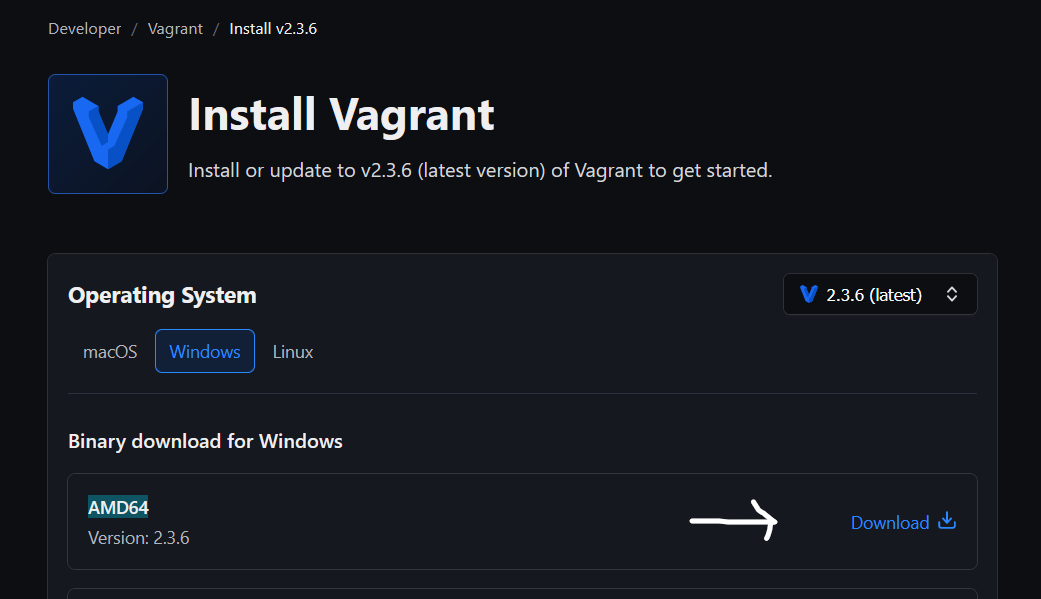 Developer / Vagrant / Install v2.3.6
Install Vagrant
Install or update to v2.3.6 (latest version) of Vagrant to get started.
Operating System
2.3.6 (latest)
macOS Windows Linux
Binary download for Windows
AMD64
Version: 2.3.6
Download